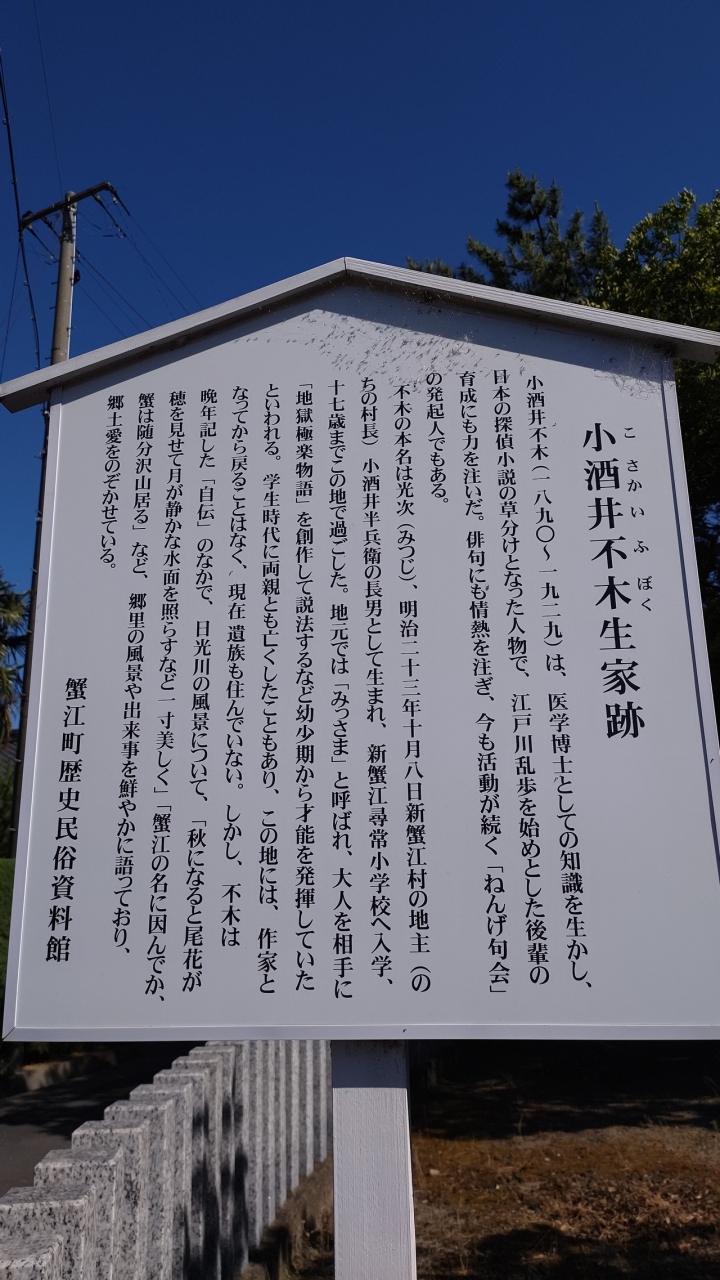 こ さかい ふ ぼく
小酒井不木生家跡
小酒井不木(一八九〇〜一九二九)は、医学博士としての知識を生かし、
日本の探偵小説の草分けとなった人物で、江戸川乱歩を始めとした後輩の
育成にも力を注いだ。俳句にも情熱を注ぎ、今も活動が続く「ねんげ句会」
の発起人でもある。
不木の本名は光次(みつじ)、明治二十三年十月八日新蟹江村の地主(の
ちの村長)小酒井半兵衛の長男として生まれ、新蟹江尋常小学校へ入学、
十七歳までこの地で過ごした。地元では「みっさま」と呼ばれ、大人を相手に
「地獄極楽物語」を創作して説法するなど幼少期から才能を発揮していた
といわれる。学生時代に両親とも亡くしたこともあり、この地には、作家と
なってから戻ることはなく、現在遺族も住んでいない。しかし、不木は
晩年記した「自伝」のなかで、日光川の風景について、「秋になると尾花が
穂を見せて月が静かな水面を照らすなど一寸美しく」「蟹江の名に因んでか、
蟹は随分沢山居る」など、郷里の風景や出来事を鮮やかに語っており、
郷土愛をのぞかせている。
蟹江町歴史民俗資料館